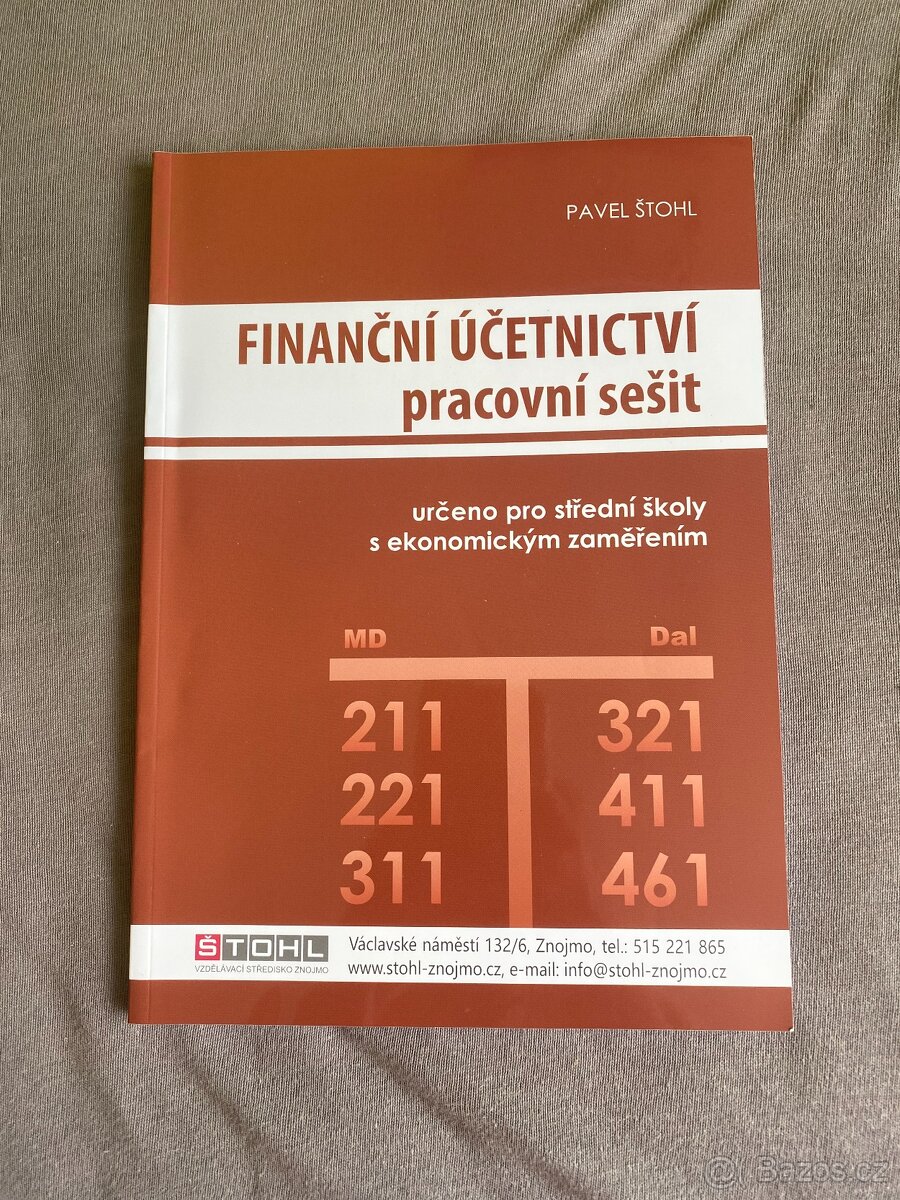 PAVEL ŠTOHL
FINANČNÍ ÚČETNICTVÍ
pracovní sešit
určeno pro střední školy
s ekonomickým zaměřením
MD Dal
211 321
221 411
311 461
ŠTOHL
VZDĚLÁVACÍ STŘEDISKO ZNOJMO
Václavské náměstí 132/6, Znojmo, tel.: 515 221 865
www.stohl-znojmo.cz, e-mail: info@stohl-znojmo.cz
Bazos.cz